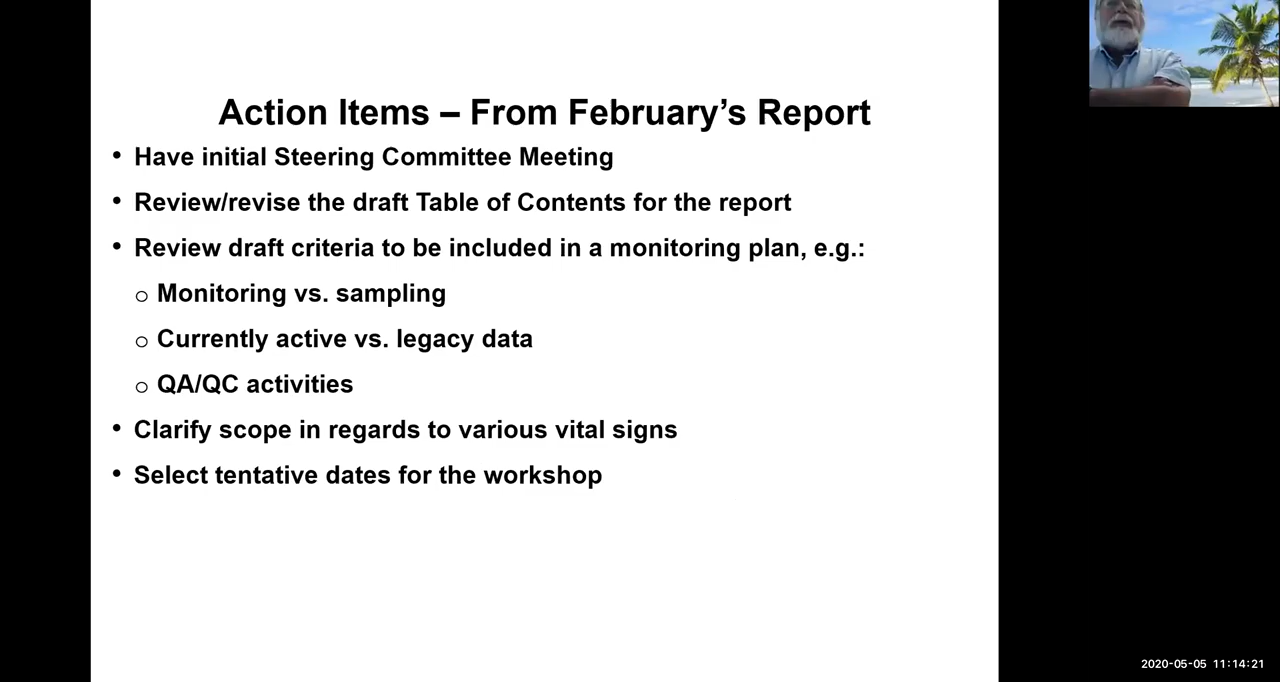 Action Items – From February’s Report
• Have initial Steering Committee Meeting
• Review/revise the draft Table of Contents for the report
• Review draft criteria to be included in a monitoring plan, e.g.:
o Monitoring vs. sampling
o Currently active vs. legacy data
o QA/QC activities
• Clarify scope in regards to various vital signs
• Select tentative dates for the workshop
2020-05-05 11:14:21